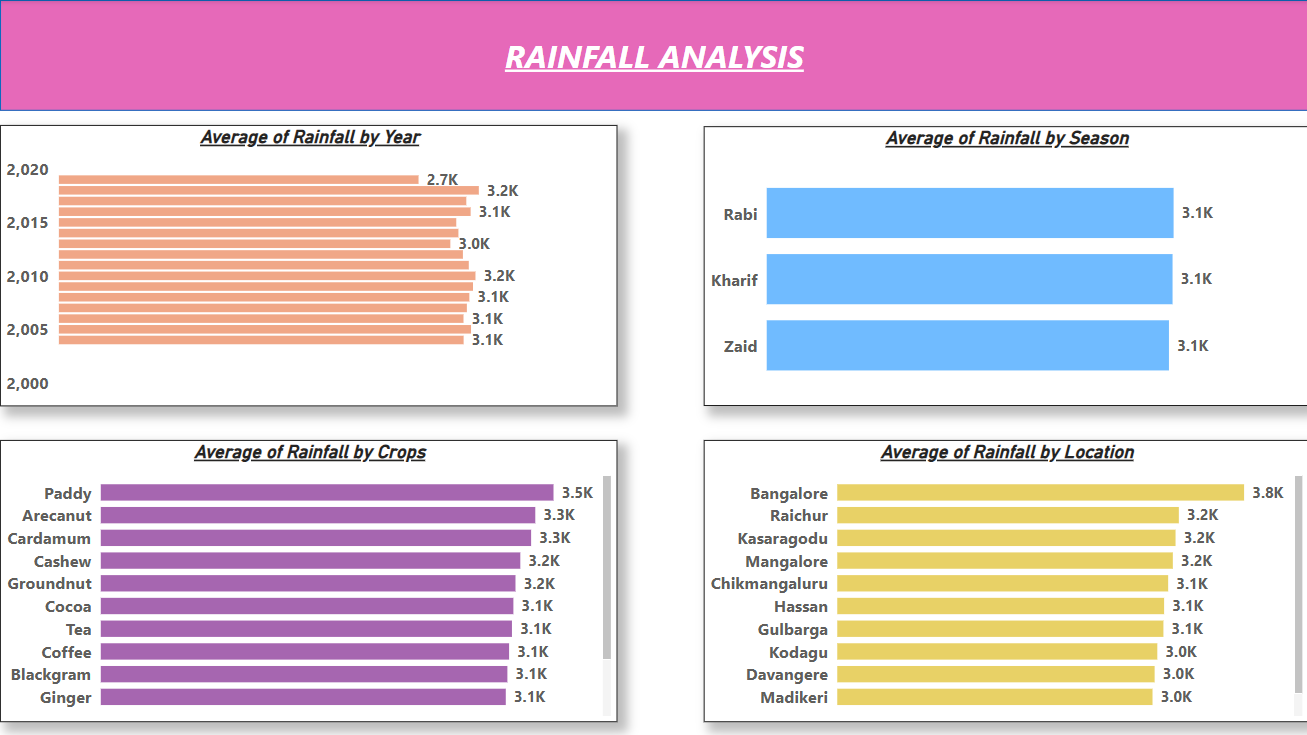 RAINFALL ANALYSIS
Average of Rainfall by Year
2,020
2.7K
3.2K
3.1K
2,015
3.0K
2,010
3.2K
3.1K
3.1K
2,005
3.1K
2,000
Average of Rainfall by Season
Rabi 3.1K
Kharif 3.1K
Zaid 3.1K
Average of Rainfall by Crops
Paddy 3.5K
Arecanut 3.3K
Cardamum 3.3K
Cashew 3.2K
Groundnut 3.2K
Cocoa 3.1K
Tea 3.1K
Coffee 3.1K
Blackgram 3.1K
Ginger 3.1K
Average of Rainfall by Location
Bangalore 3.8K
Raichur 3.2K
Kasaragodu 3.2K
Mangalore 3.2K
Chikmangaluru 3.1K
Hassan 3.1K
Gulbarga 3.1K
Kodagu 3.0K
Davangere 3.0K
Madikeri 3.0K